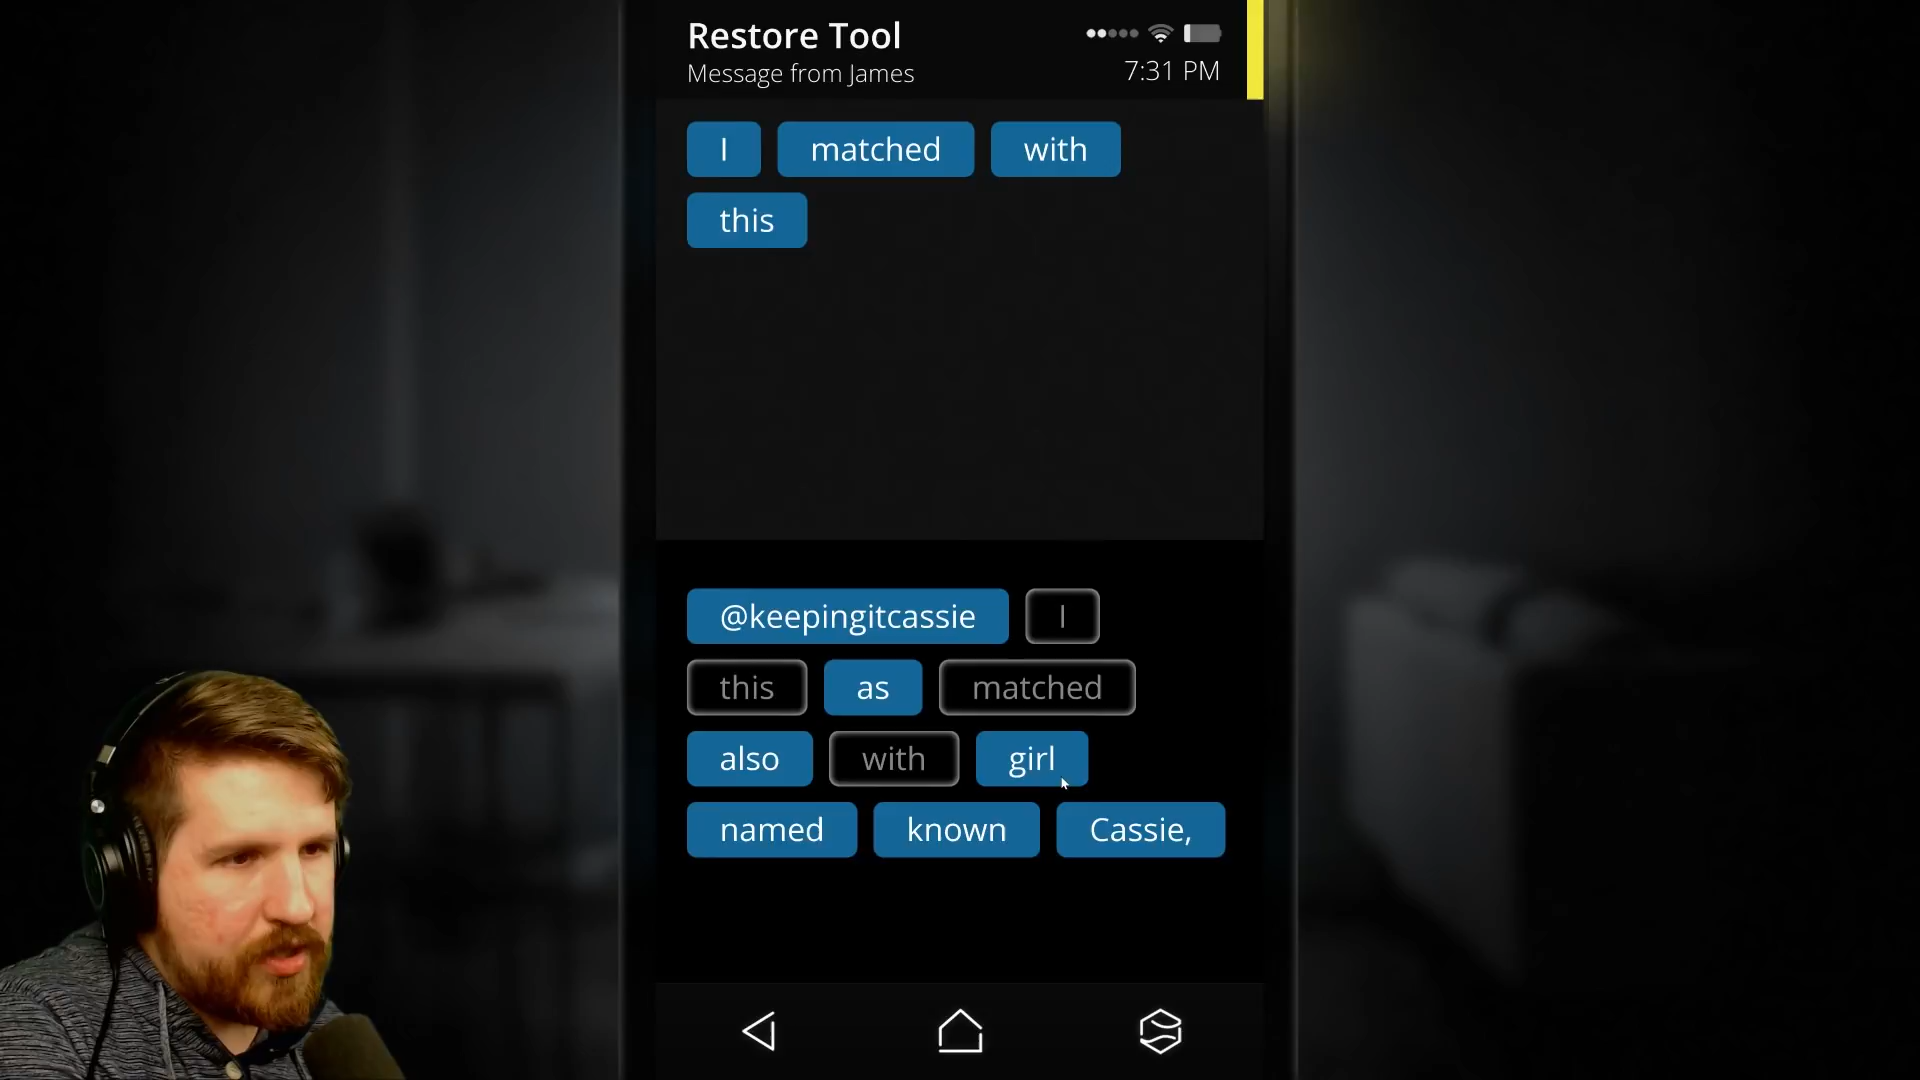 Restore Tool
Message from James
7:31 PM
I matched with
this
@keepingitcassie I
this as matched
also with girl
named known Cassie,